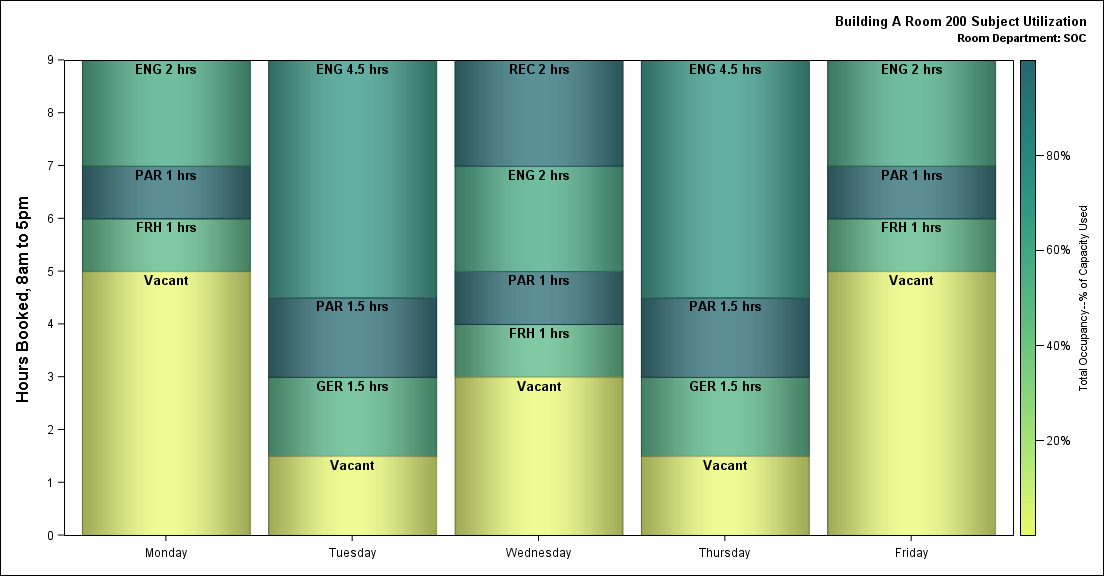 Building A Room 200 Subject Utilization
Room Department: SOC
Hours Booked, 8am to 5pm
9
8
7
6
5
4
3
2
1
0
ENG 2 hrs
PAR 1 hrs
FRH 1 hrs
Vacant
ENG 4.5 hrs
PAR 1.5 hrs
GER 1.5 hrs
Vacant
REC 2 hrs
ENG 2 hrs
PAR 1 hrs
FRH 1 hrs
Vacant
ENG 4.5 hrs
PAR 1.5 hrs
GER 1.5 hrs
Vacant
ENG 2 hrs
PAR 1 hrs
FRH 1 hrs
Vacant
Monday
Tuesday
Wednesday
Thursday
Friday
80%
60%
40%
20%
Total Occupancy--% of Capacity Used